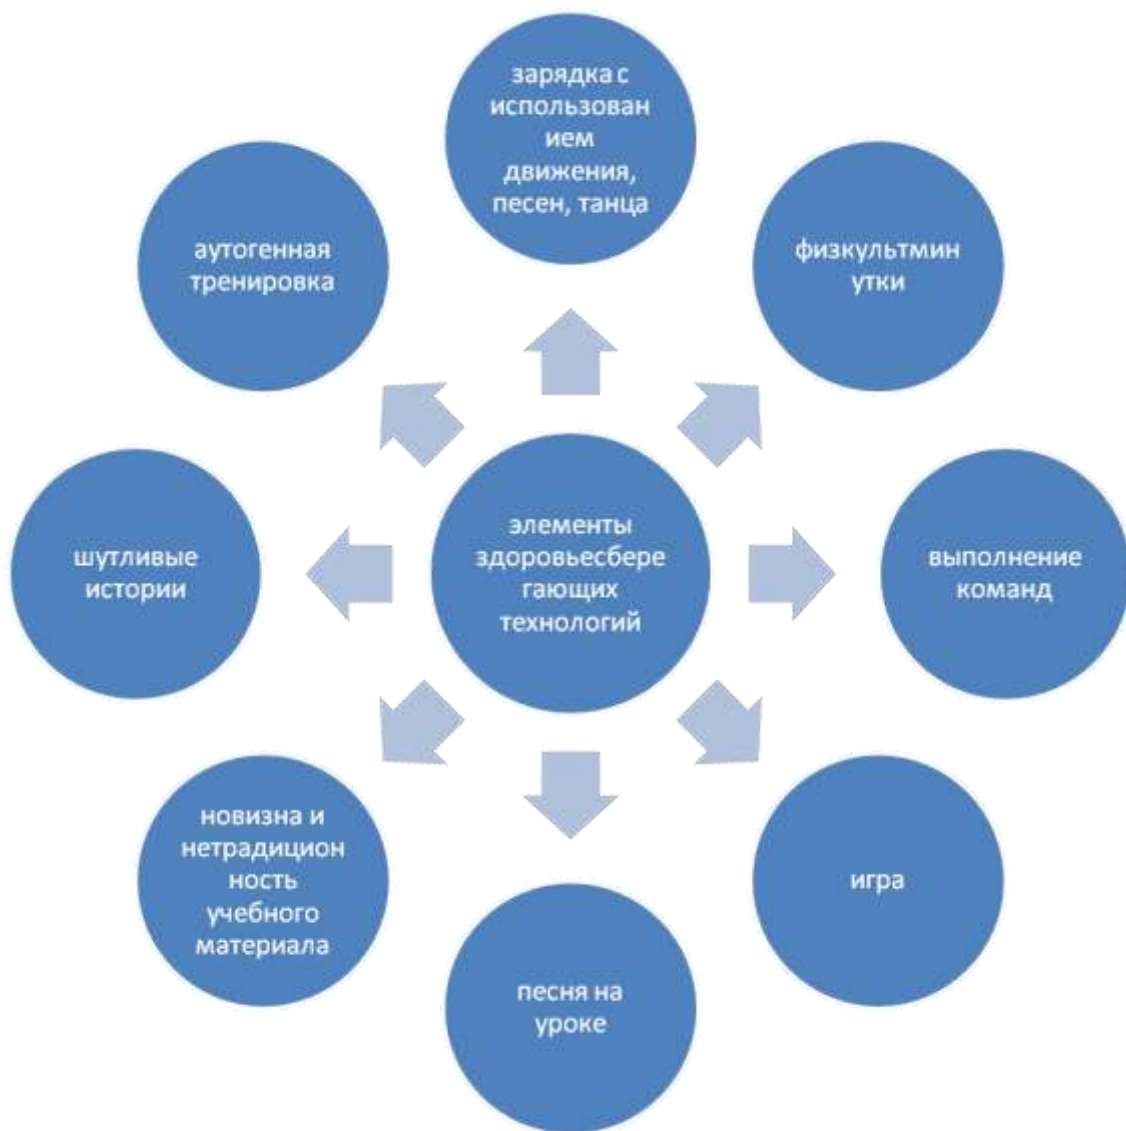 зарядка с
использован
ием
движения,
песен, танца
физкультмин
утки
выполнение
команд
игра
песня на
уроке
новизна и
нетрадицион
ность
учебного
материала
шутливые
истории
аутогенная
тренировка
элементы
здоровьесбере
гающих
технологий